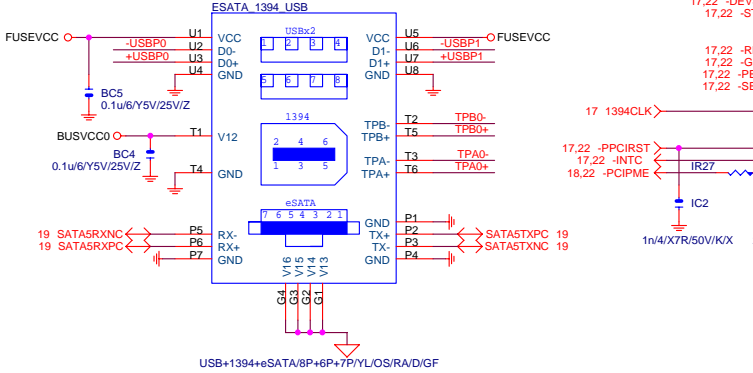 ESATA_1394_USB
17,22 -DEV
17,22 -ST
FUSEVCC U1 VCC USBx2 VCC U5 FUSEVCC
-USBP0 U2 D0- 1 2 3 4 D1- U6 -USBP1
+USBP0 U3 D0+ D1+ U7 +USBP1
U4 GND 5 6 7 8 GND U8
17,22 -RE
17,22 -G
17,22 -PE
17,22 -SE
BC5
0.1u/6/Y5V/25V/Z
17 1394CLK
1394 TPB- T2 TPB0-
BUSVCC0 T1 V12 TPB+ T5 TPB0+
2 4 6
1 3 5
BC4
0.1u/6/Y5V/25V/Z
T4 GND
TPA- T3 TPA0-
TPA+ T6 TPA0+
17,22 -PPCIRST
17,22 -INTC
18,22 -PCIPME IR27
IC2
1n/4/X7R/50V/K/X
eSATA
7 6 5 4 3 2 1
GND P1
19 SATA5RXNC P5 RX- TX+ P2 SATA5TXPC 19
19 SATA5RXPC P6 RX+ TX- P3 SATA5TXNC 19
P7 GND GND P4
V16 V15 V14 V13
G4 G3 G2 G1
USB+1394+eSATA/8P+6P+7P/YL/OS/RA/D/GF